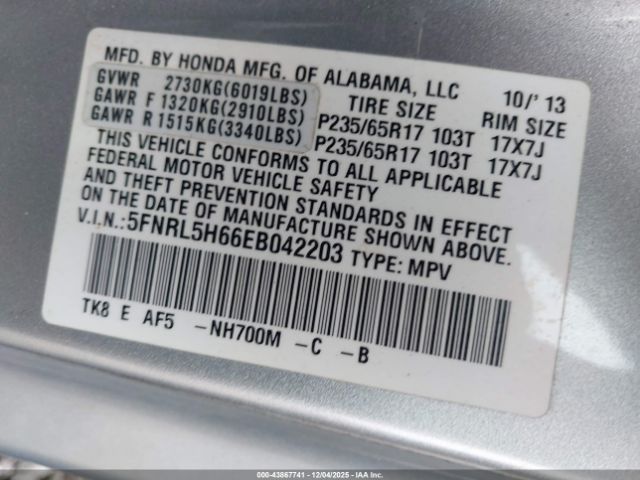 MFD. BY HONDA MFG. OF ALABAMA, LLC 10/'13
GVWR 2730KG(6019LBS) TIRE SIZE RIM SIZE
GAWR F 1320KG(2910LBS) P235/65R17 103T 17X7J
GAWR R 1515KG(3340LBS) P235/65R17 103T 17X7J
THIS VEHICLE CONFORMS TO ALL APPLICABLE
FEDERAL MOTOR VEHICLE SAFETY
AND THEFT PREVENTION STANDARDS IN EFFECT
ON THE DATE OF MANUFACTURE SHOWN ABOVE.
V.I.N.:5FNRL5H66EB042203 TYPE: MPV
TK8 E AF5 -NH700M -C -B
000-43867741 - 12/04/2025 - IAA, Inc.